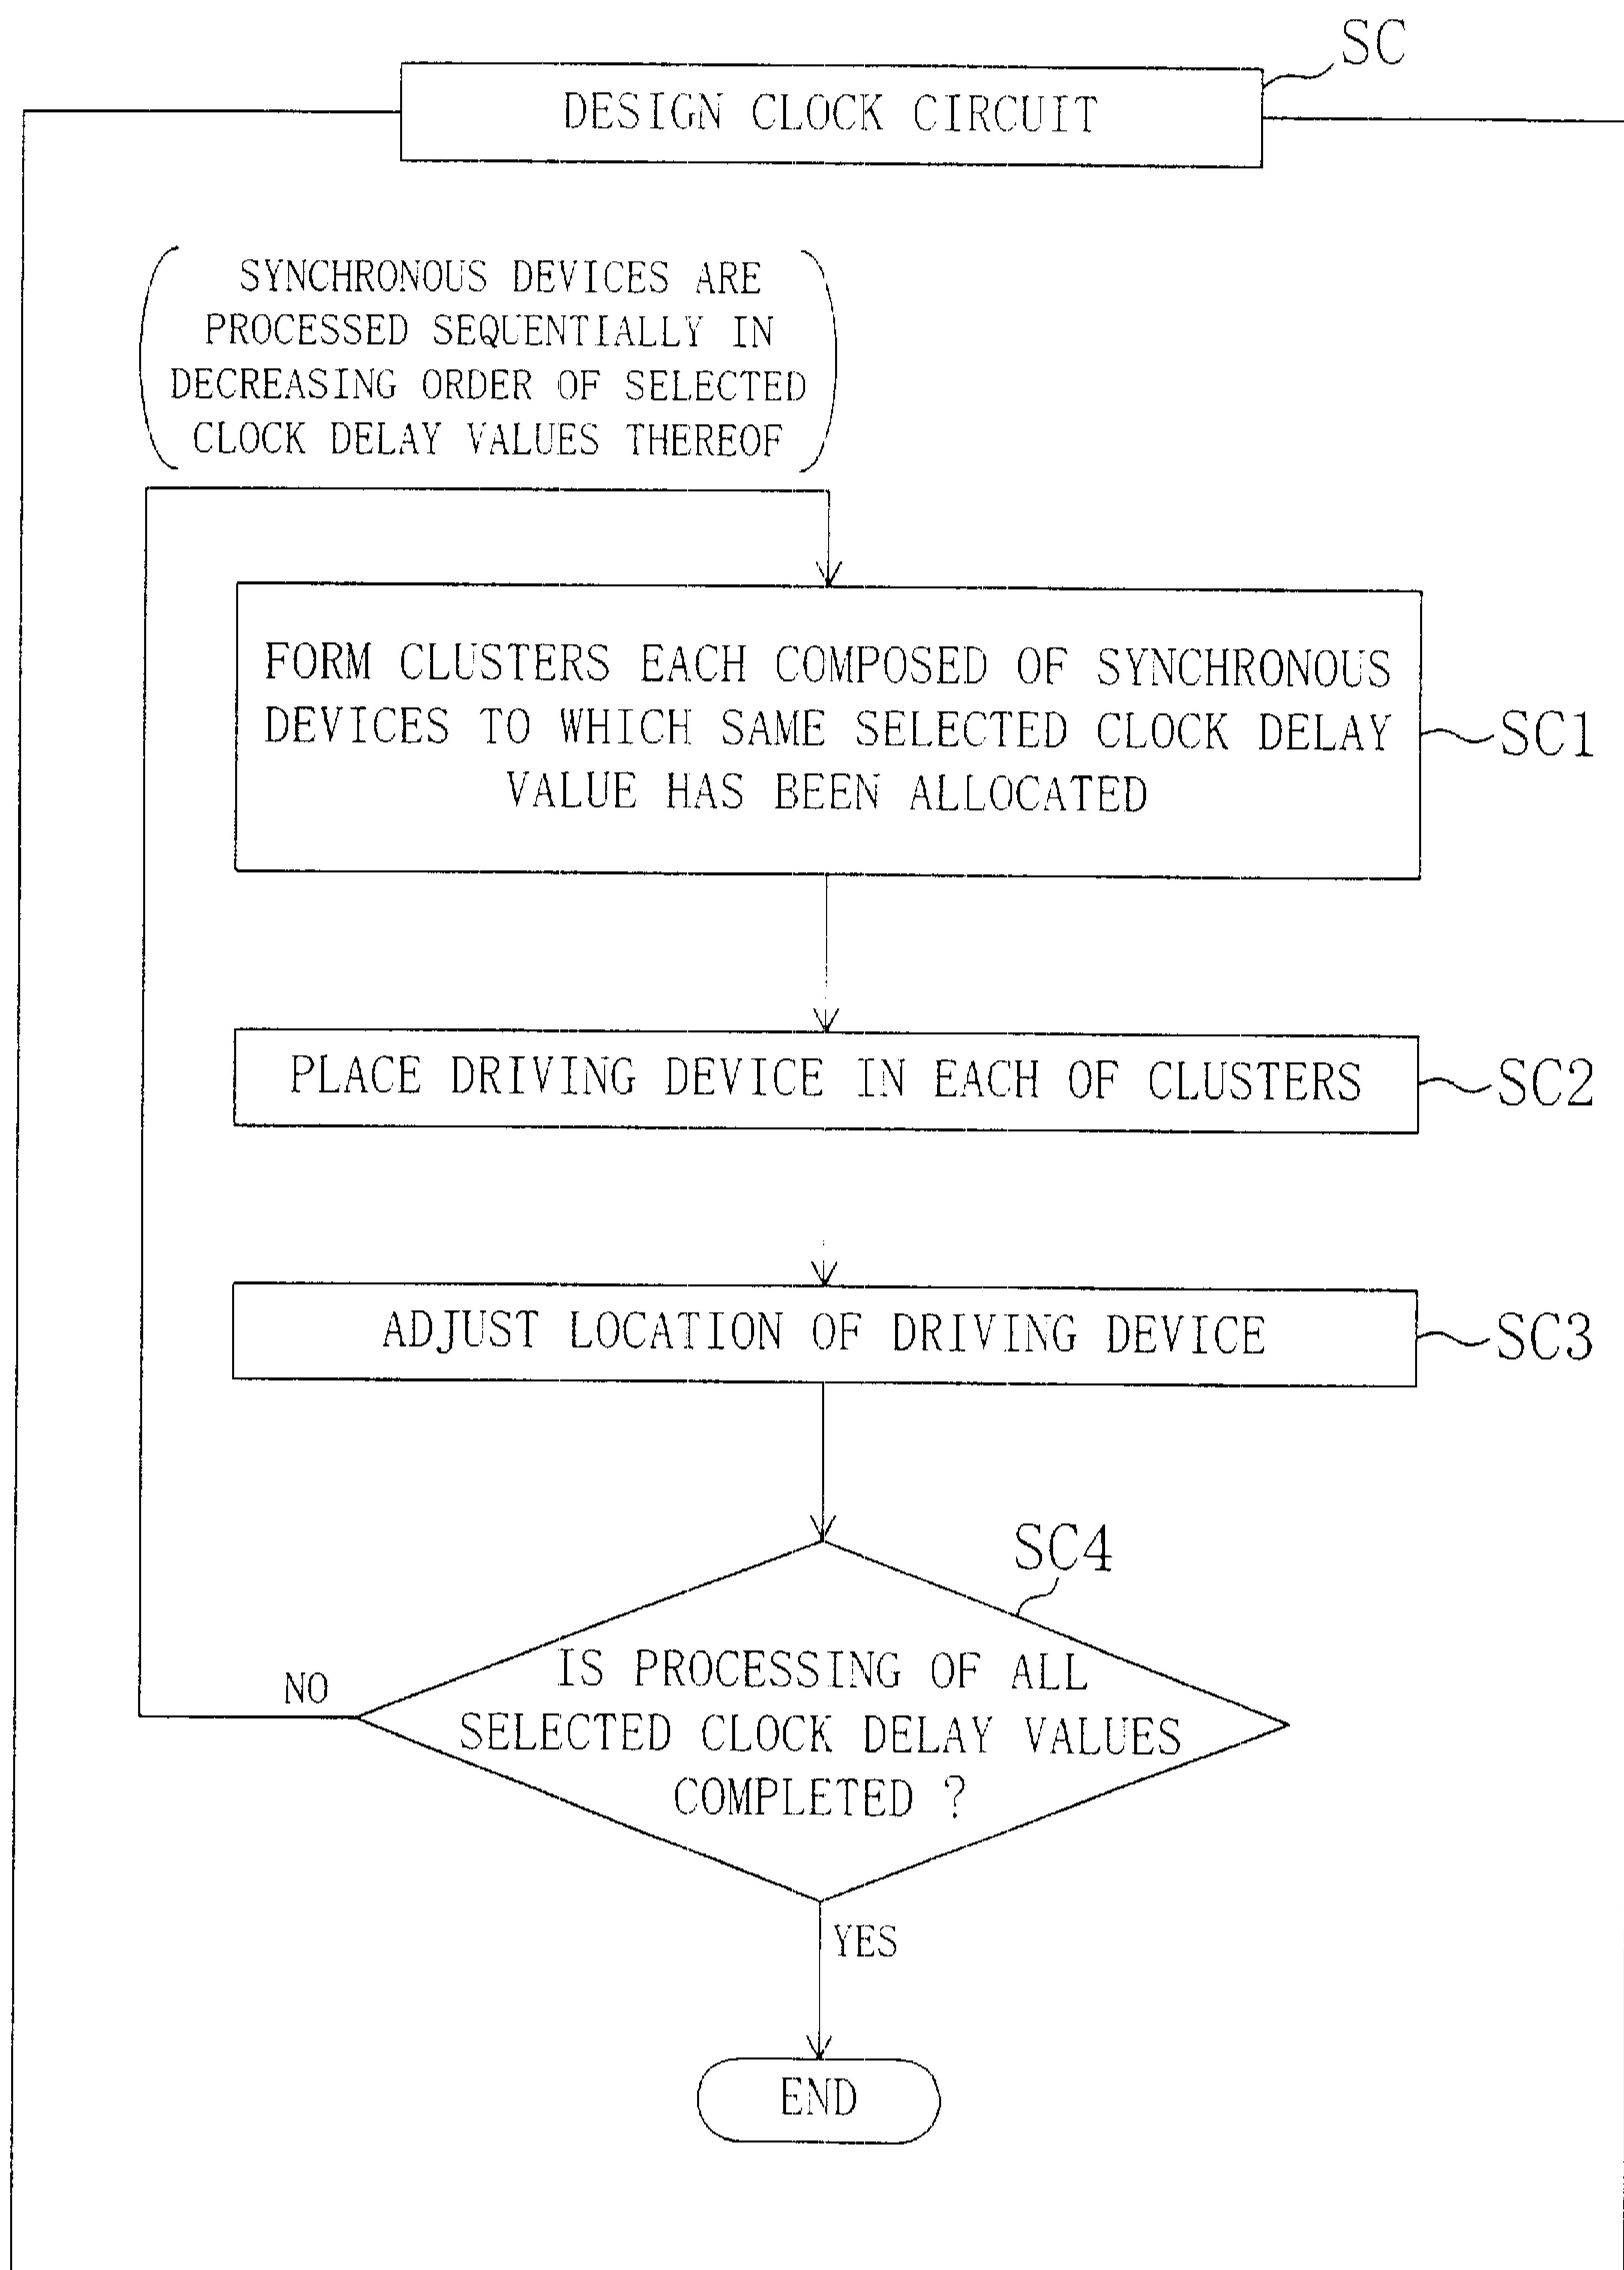 SC
DESIGN CLOCK CIRCUIT
SYNCHRONOUS DEVICES ARE
PROCESSED SEQUENTIALLY IN
DECREASING ORDER OF SELECTED
CLOCK DELAY VALUES THEREOF
FORM CLUSTERS EACH COMPOSED OF SYNCHRONOUS
DEVICES TO WHICH SAME SELECTED CLOCK DELAY
VALUE HAS BEEN ALLOCATED
SC1
PLACE DRIVING DEVICE IN EACH OF CLUSTERS
SC2
ADJUST LOCATION OF DRIVING DEVICE
SC3
SC4
IS PROCESSING OF ALL
SELECTED CLOCK DELAY VALUES
COMPLETED ?
NO
YES
END